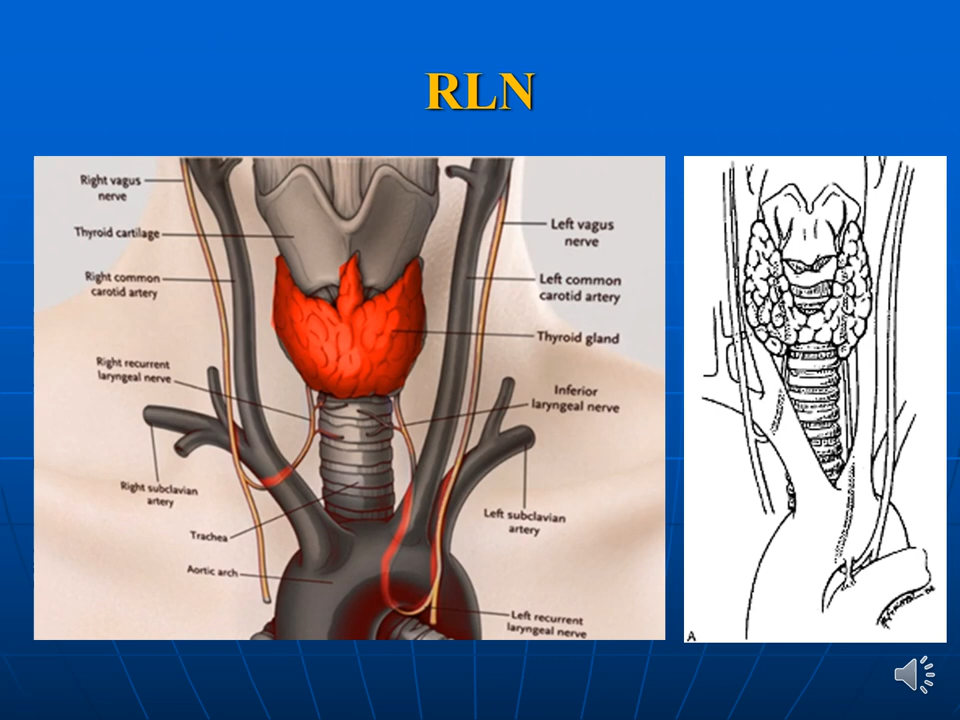 RLN
Right vagus
nerve
Thyroid cartilage
Right common
carotid artery
Right recurrent
laryngeal nerve
Right subclavian
artery
Trachea
Aortic arch
Left vagus
nerve
Left common
carotid artery
Thyroid gland
Inferior
laryngeal nerve
Left subclavian
artery
Left recurrent
laryngeal nerve
A